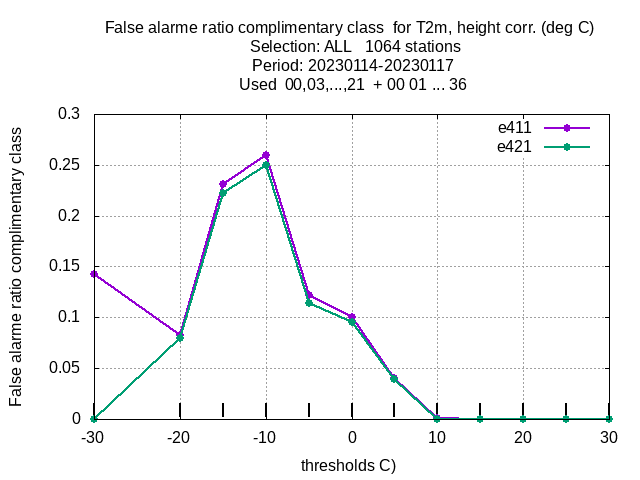 False alarme ratio complimentary class  for T2m, height corr. (deg C)
Selection: ALL   1064 stations
Period: 20230114-20230117
Used  00,03,...,21  + 00 01 ... 36
False alarme ratio complimentary class
e411
e421
0.3
0.25
0.2
0.15
0.1
0.05
0
-30 -20 -10 0 10 20 30
thresholds C)